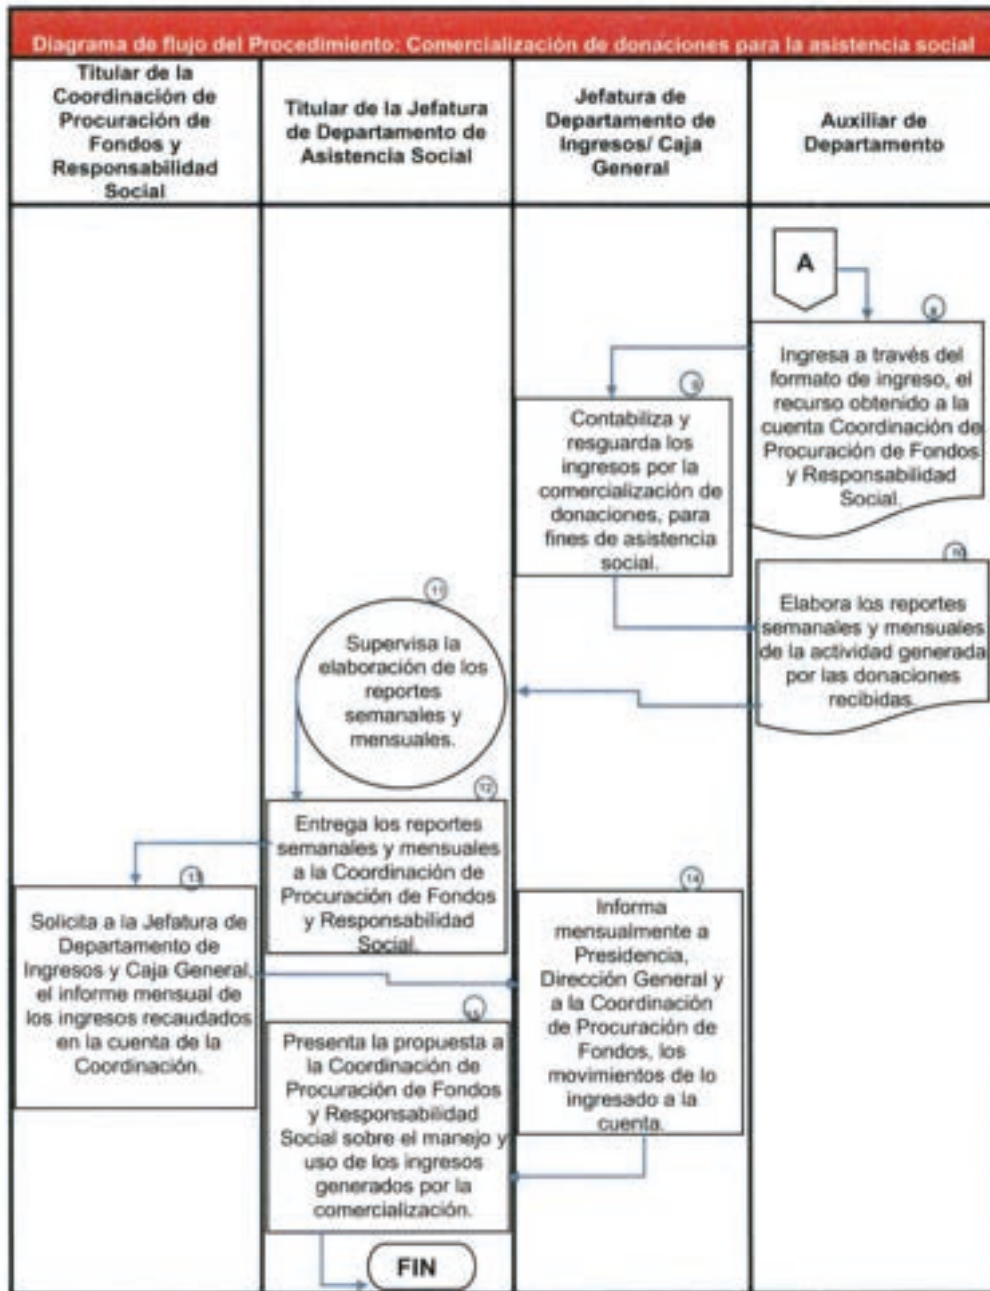 Diagrama de flujo del Procedimiento: Comercialización de donaciones para la asistencia social
Titular de la
Coordinación de
Procuración de
Fondos y
Responsabilidad
Social
Titular de la Jefatura
de Departamento de
Asistencia Social
Jefatura de
Departamento de
Ingresos/ Caja
General
Auxiliar de
Departamento
A
8
Ingresa a través del
formato de ingreso, el
recurso obtenido a la
cuenta Coordinación de
Procuración de Fondos
y Responsabilidad
Social.
9
Contabiliza y
resguarda los
ingresos por la
comercialización de
donaciones, para
fines de asistencia
social.
10
Elabora los reportes
semanales y mensuales
de la actividad generada
por las donaciones
recibidas.
11
Supervisa la
elaboración de los
reportes
semanales y
mensuales.
12
Entrega los reportes
semanales y mensuales
a la Coordinación de
Procuración de Fondos
y Responsabilidad
Social.
13
Solicita a la Jefatura de
Departamento de
Ingresos y Caja General,
el informe mensual de
los ingresos recaudados
en la cuenta de la
Coordinación.
14
Informa
mensualmente a
Presidencia,
Dirección General y
a la Coordinación
de Procuración de
Fondos, los
movimientos de lo
ingresado a la
cuenta.
15
Presenta la propuesta a
la Coordinación de
Procuración de Fondos
y Responsabilidad
Social sobre el manejo y
uso de los ingresos
generados por la
comercialización.
FIN